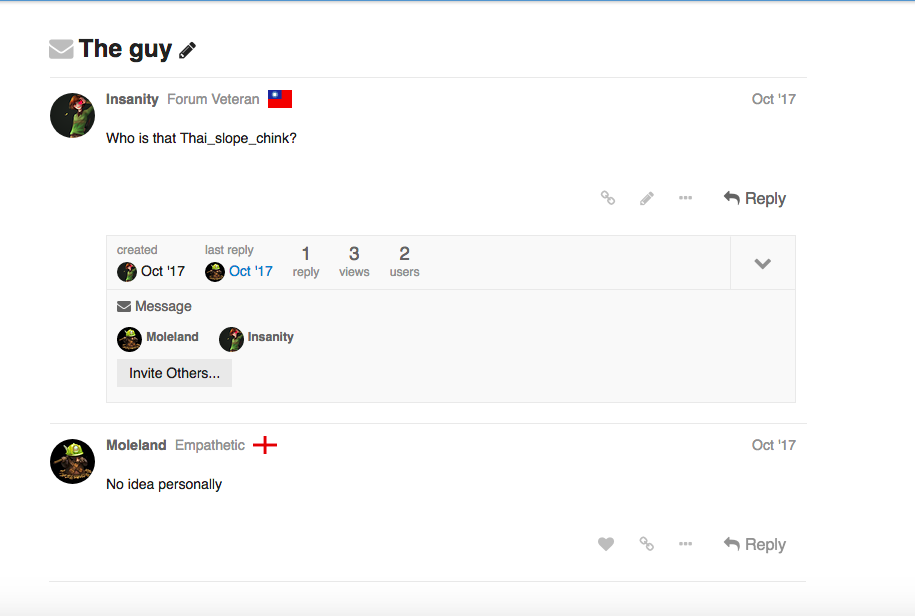 The guy
Insanity Forum Veteran Oct '17
Who is that Thai_slope_chink?
Reply
created last reply 1 3 2
Oct '17 Oct '17 reply views users
Message
Moleland Insanity
Invite Others...
Moleland Empathetic Oct '17
No idea personally
Reply